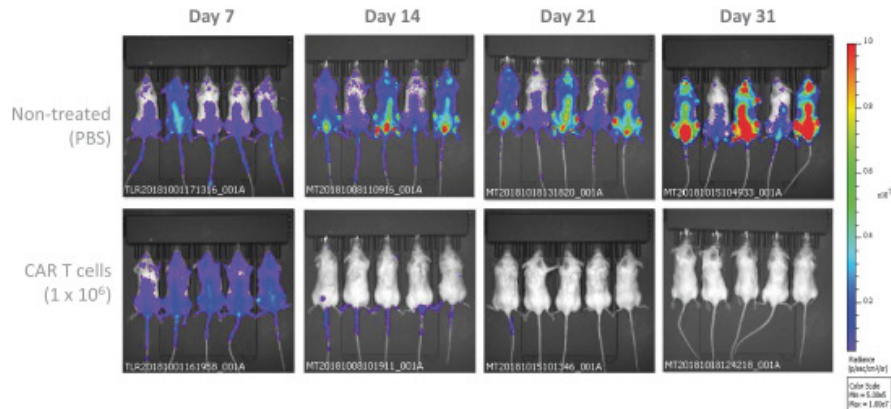 Day 7
Day 14
Day 21
Day 31
Non-treated
(PBS)
TLR20181001171316_001A
MT20181008110916_001A
MT20181018131820_001A
MT20181015104933_001A
CAR T cells
(1 x 10⁶)
TLR20181001161958_001A
MT20181008101911_001A
MT20181015101346_001A
MT20181018124218_001A
1.0
0.8
0.6
x10⁷
0.4
0.2
Radiance
(p/sec/cm²/sr)
Color Scale
Min = 5.00e5
Max = 1.00e7